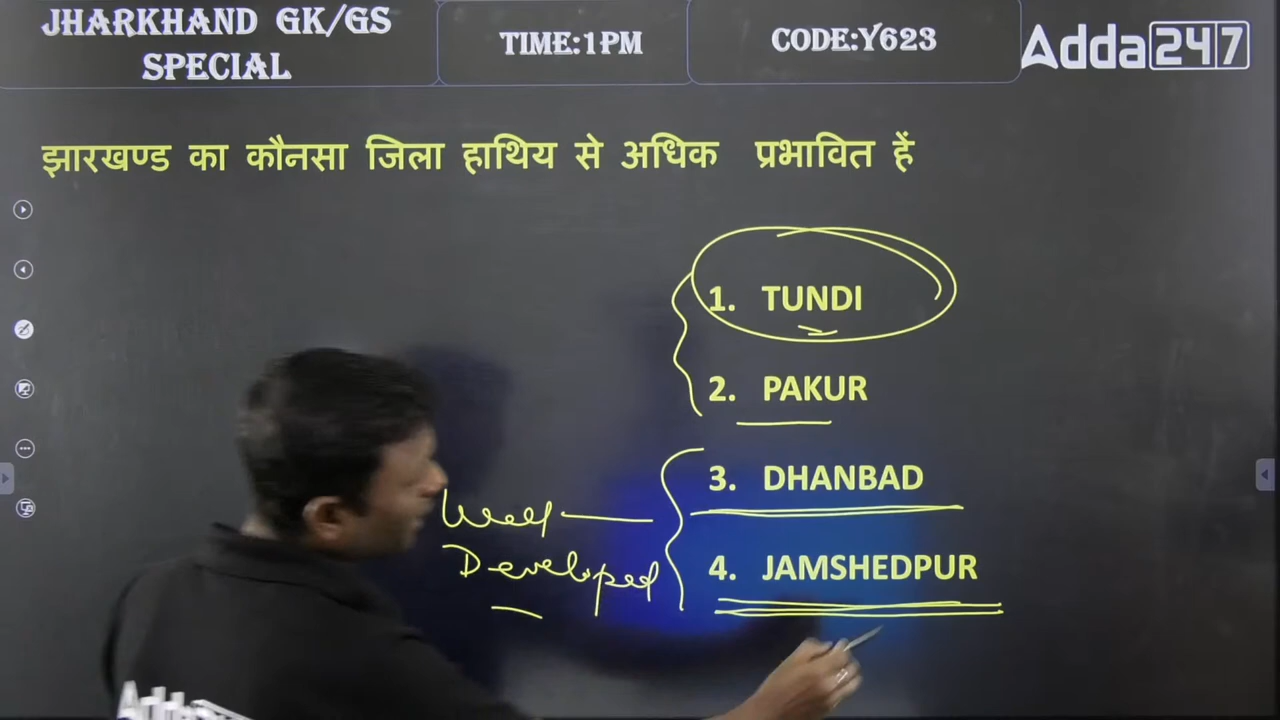 JHARKHAND GK/GS
SPECIAL
TIME:1PM
CODE:Y623
Adda247
झारखण्ड का कौनसा जिला हाथिय से अधिक प्रभावित हें
1. TUNDI
2. PAKUR
3. DHANBAD
4. JAMSHEDPUR
Well
Developed
Adda